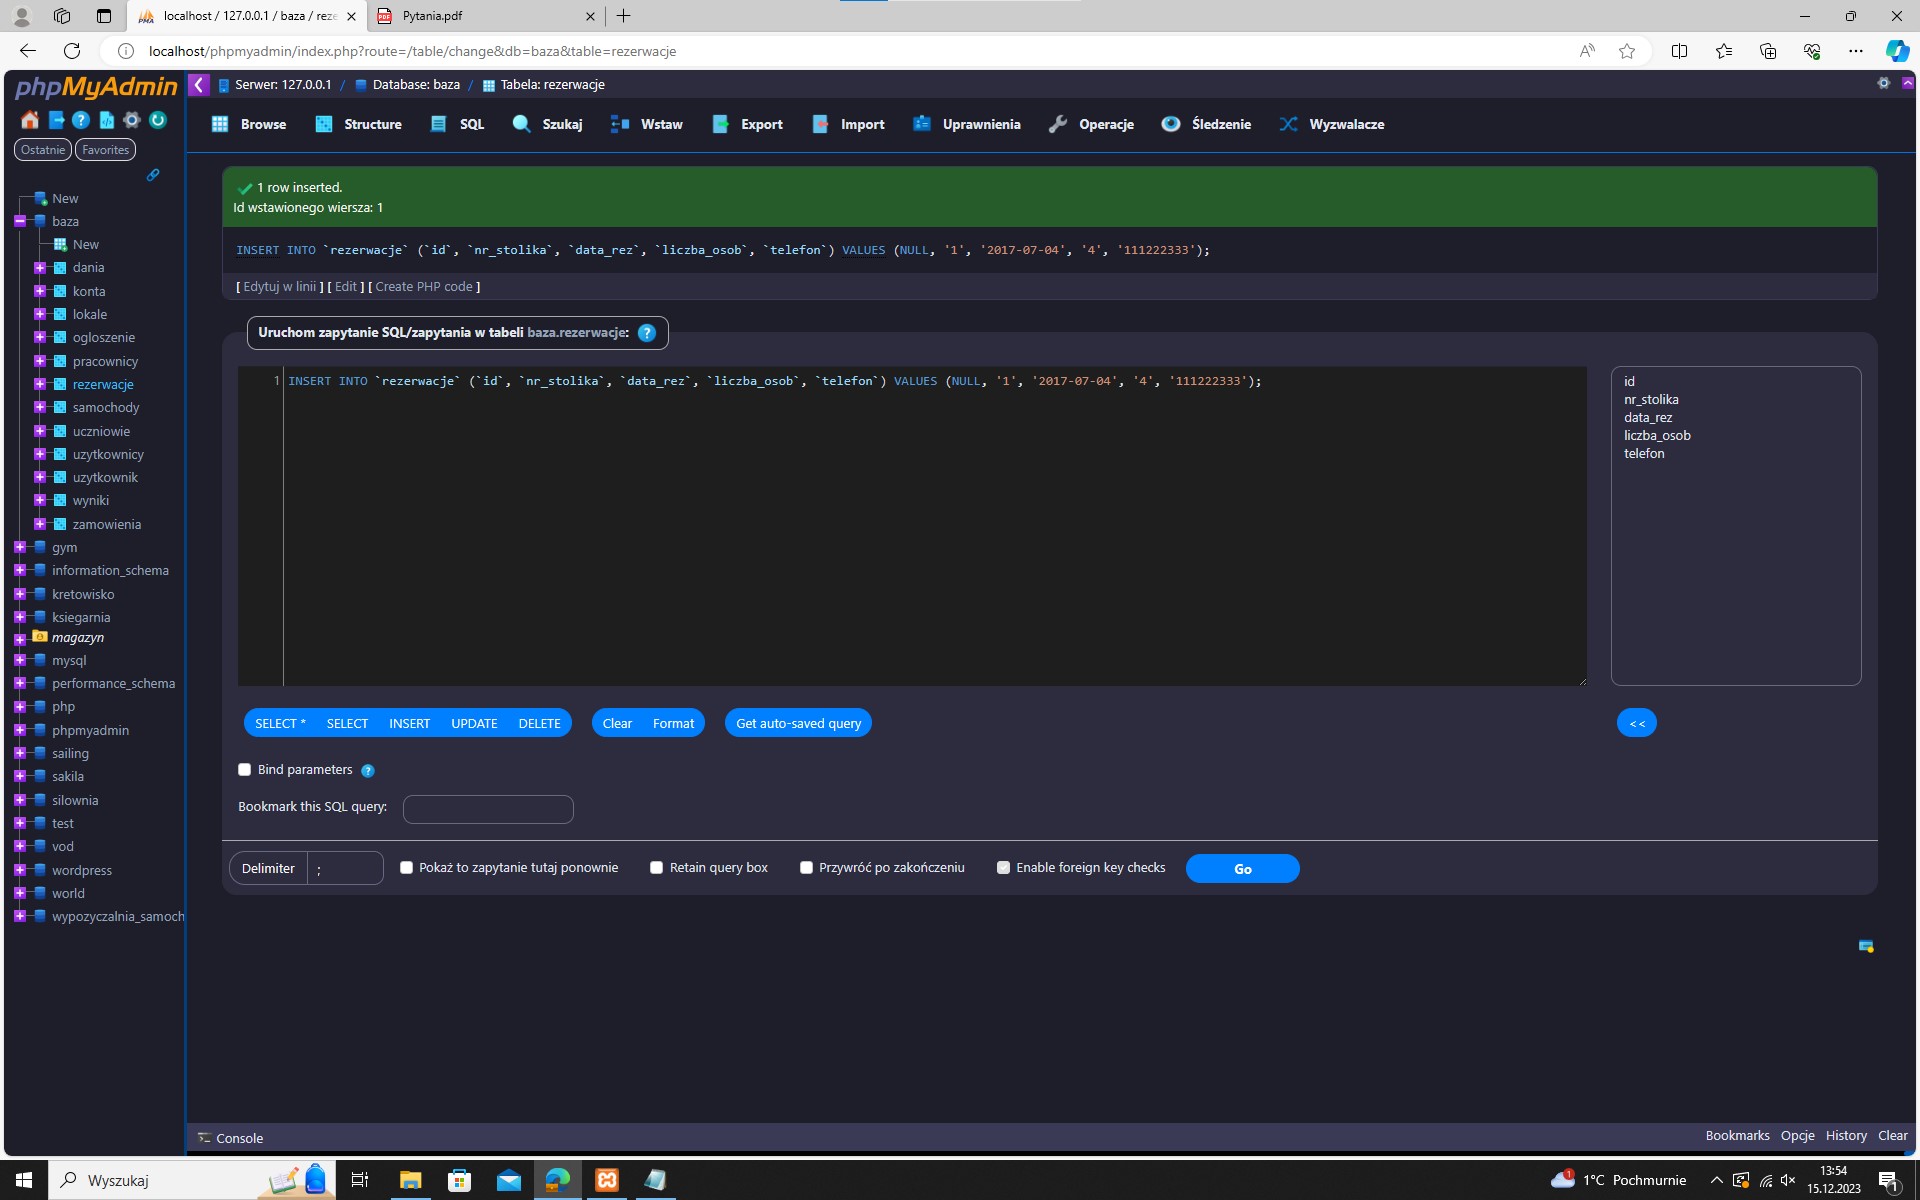 localhost / 127.0.0.1 / baza / reze
Pytania.pdf
localhost/phpmyadmin/index.php?route=/table/change&db=baza&table=rezerwacje
phpMyAdmin
Ostatnie Favorites
New
baza
New
dania
konta
lokale
ogloszenie
pracownicy
rezerwacje
samochody
uczniowie
uzytkownicy
uzytkownik
wyniki
zamowienia
gym
information_schema
kretowisko
ksiegarnia
magazyn
mysql
performance_schema
php
phpmyadmin
sailing
sakila
silownia
test
vod
wordpress
world
wypozyczalnia_samoch
Serwer: 127.0.0.1 / Database: baza / Tabela: rezerwacje
Browse Structure SQL Szukaj Wstaw Export Import Uprawnienia Operacje Śledzenie Wyzwalacze
1 row inserted.
Id wstawionego wiersza: 1
INSERT INTO `rezerwacje` (`id`, `nr_stolika`, `data_rez`, `liczba_osob`, `telefon`) VALUES (NULL, '1', '2017-07-04', '4', '111222333');
[ Edytuj w linii ] [ Edit ] [ Create PHP code ]
Uruchom zapytanie SQL/zapytania w tabeli baza.rezerwacje:
1 INSERT INTO `rezerwacje` (`id`, `nr_stolika`, `data_rez`, `liczba_osob`, `telefon`) VALUES (NULL, '1', '2017-07-04', '4', '111222333');
id
nr_stolika
data_rez
liczba_osob
telefon
SELECT * SELECT INSERT UPDATE DELETE Clear Format Get auto-saved query <<
Bind parameters
Bookmark this SQL query:
Delimiter ; Pokaż to zapytanie tutaj ponownie Retain query box Przywróć po zakończeniu Enable foreign key checks Go
Console Bookmarks Opcje History Clear
Wyszukaj
1 1°C Pochmurnie
13:54
15.12.2023
1